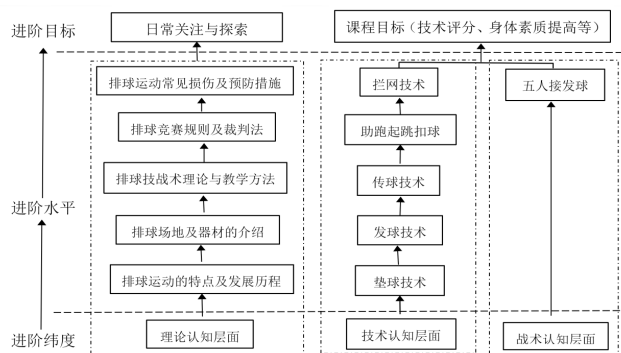 进阶目标
日常关注与探索
课程目标（技术评分、身体素质提高等）
排球运动常见损伤及预防措施
拦网技术
五人接发球
排球竞赛规则及裁判法
助跑起跳扣球
排球技战术理论与教学方法
传球技术
进阶水平
排球场地及器材的介绍
发球技术
排球运动的特点及发展历程
垫球技术
进阶纬度
理论认知层面
技术认知层面
战术认知层面